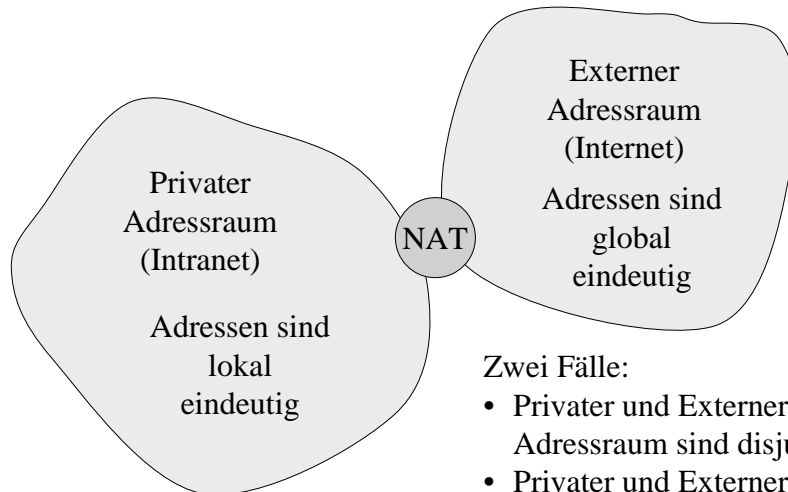 Externer
Adressraum
(Internet)
Adressen sind
global
eindeutig
Privater
Adressraum
(Intranet)
Adressen sind
lokal
eindeutig
NAT
Zwei Fälle:
• Privater und Externer
Adressraum sind
• Privater und Externer